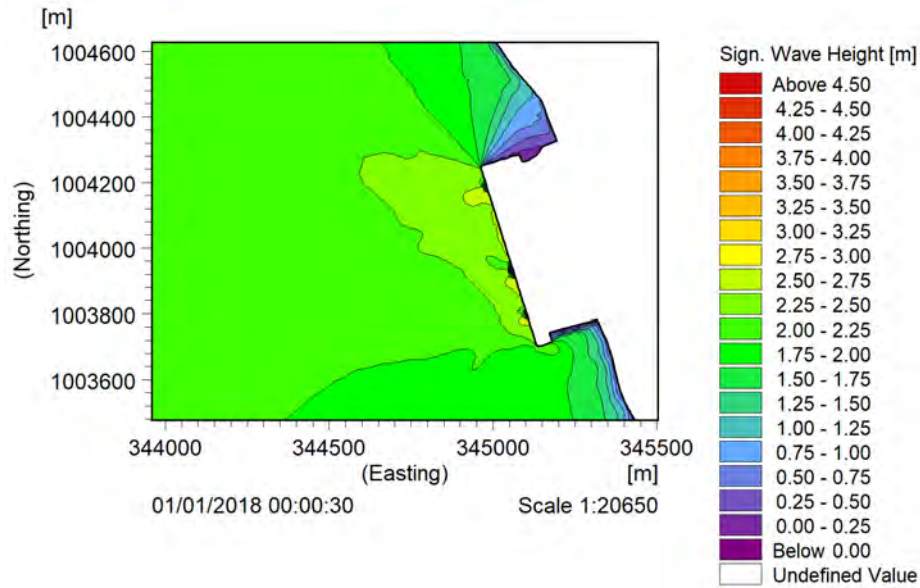 [m]
1004600
1004400
1004200
1004000
1003800
1003600
(Northing)
344000 344500 345000 345500
(Easting) [m]
01/01/2018 00:00:30 Scale 1:20650
Sign. Wave Height [m]
Above 4.50
4.25 - 4.50
4.00 - 4.25
3.75 - 4.00
3.50 - 3.75
3.25 - 3.50
3.00 - 3.25
2.75 - 3.00
2.50 - 2.75
2.25 - 2.50
2.00 - 2.25
1.75 - 2.00
1.50 - 1.75
1.25 - 1.50
1.00 - 1.25
0.75 - 1.00
0.50 - 0.75
0.25 - 0.50
0.00 - 0.25
Below 0.00
Undefined Value